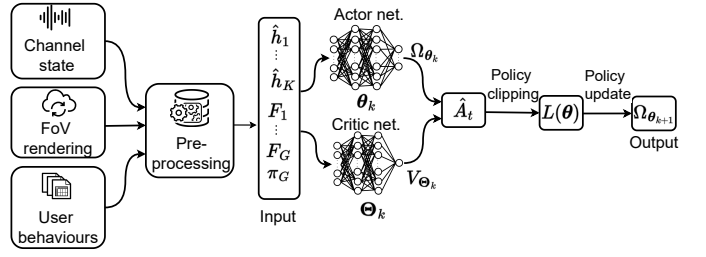 Channel
state
FoV
rendering
User
behaviours
Pre-
processing
ĥ₁
⋮
ĥ_K
F₁
⋮
F_G
π_G
Input
Actor net.
θ_k
Ω_θ_k
Critic net.
Θ_k
V_Θ_k
Â_t
Policy
clipping
L(θ)
Policy
update
Ω_θ_{k+1}
Output